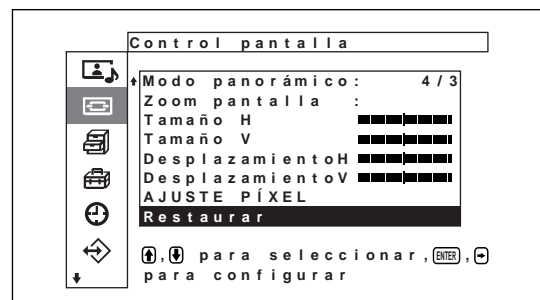 Control pantalla
Modo panorámico: 4/3
Zoom pantalla :
Tamaño H
Tamaño V
DesplazamientoH
DesplazamientoV
AJUSTE PÍXEL
Restaurar
, para seleccionar, ENTER,
para configurar